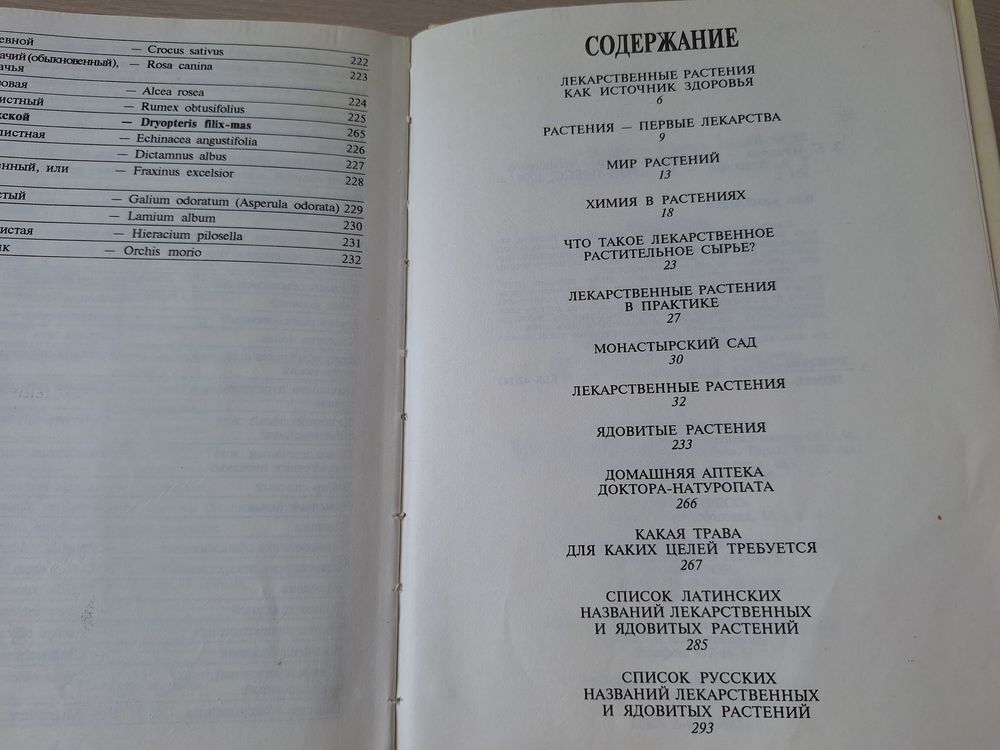 евной — Crocus sativus 222
ачий (обыкновенный), — Rosa canina 223
ачья
овая — Alcea rosea 224
истный — Rumex obtusifolius 225
жской — Dryopteris filix-mas 265
листная — Echinacea angustifolia 226
— Dictamnus albus 227
енный, или — Fraxinus excelsior 228
стый — Galium odoratum (Asperula odorata) 229
— Lamium album 230
истая — Hieracium pilosella 231
ик — Orchis morio 232
СОДЕРЖАНИЕ
ЛЕКАРСТВЕННЫЕ РАСТЕНИЯ
КАК ИСТОЧНИК ЗДОРОВЬЯ
6
РАСТЕНИЯ — ПЕРВЫЕ ЛЕКАРСТВА
9
МИР РАСТЕНИЙ
13
ХИМИЯ В РАСТЕНИЯХ
18
ЧТО ТАКОЕ ЛЕКАРСТВЕННОЕ
РАСТИТЕЛЬНОЕ СЫРЬЕ?
23
ЛЕКАРСТВЕННЫЕ РАСТЕНИЯ
В ПРАКТИКЕ
27
МОНАСТЫРСКИЙ САД
30
ЛЕКАРСТВЕННЫЕ РАСТЕНИЯ
32
ЯДОВИТЫЕ РАСТЕНИЯ
233
ДОМАШНЯЯ АПТЕКА
ДОКТОРА-НАТУРОПАТА
266
КАКАЯ ТРАВА
ДЛЯ КАКИХ ЦЕЛЕЙ ТРЕБУЕТСЯ
267
СПИСОК ЛАТИНСКИХ
НАЗВАНИЙ ЛЕКАРСТВЕННЫХ
И ЯДОВИТЫХ РАСТЕНИЙ
285
СПИСОК РУССКИХ
НАЗВАНИЙ ЛЕКАРСТВЕННЫХ
И ЯДОВИТЫХ РАСТЕНИЙ
293